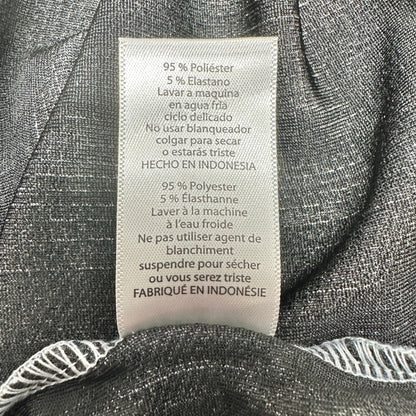 95 % Poliéster
5 % Elastano
Lavar a maquina
en agua fría
ciclo delicado
No usar blanqueador
colgar para secar
o estarás triste
HECHO EN INDONESIA
95 % Polyester
5 % Élasthanne
Laver à la machine
à l'eau froide
Ne pas utiliser agent de
blanchiment
suspendre pour sécher
ou vous serez triste
FABRIQUÉ EN INDONÉSIE